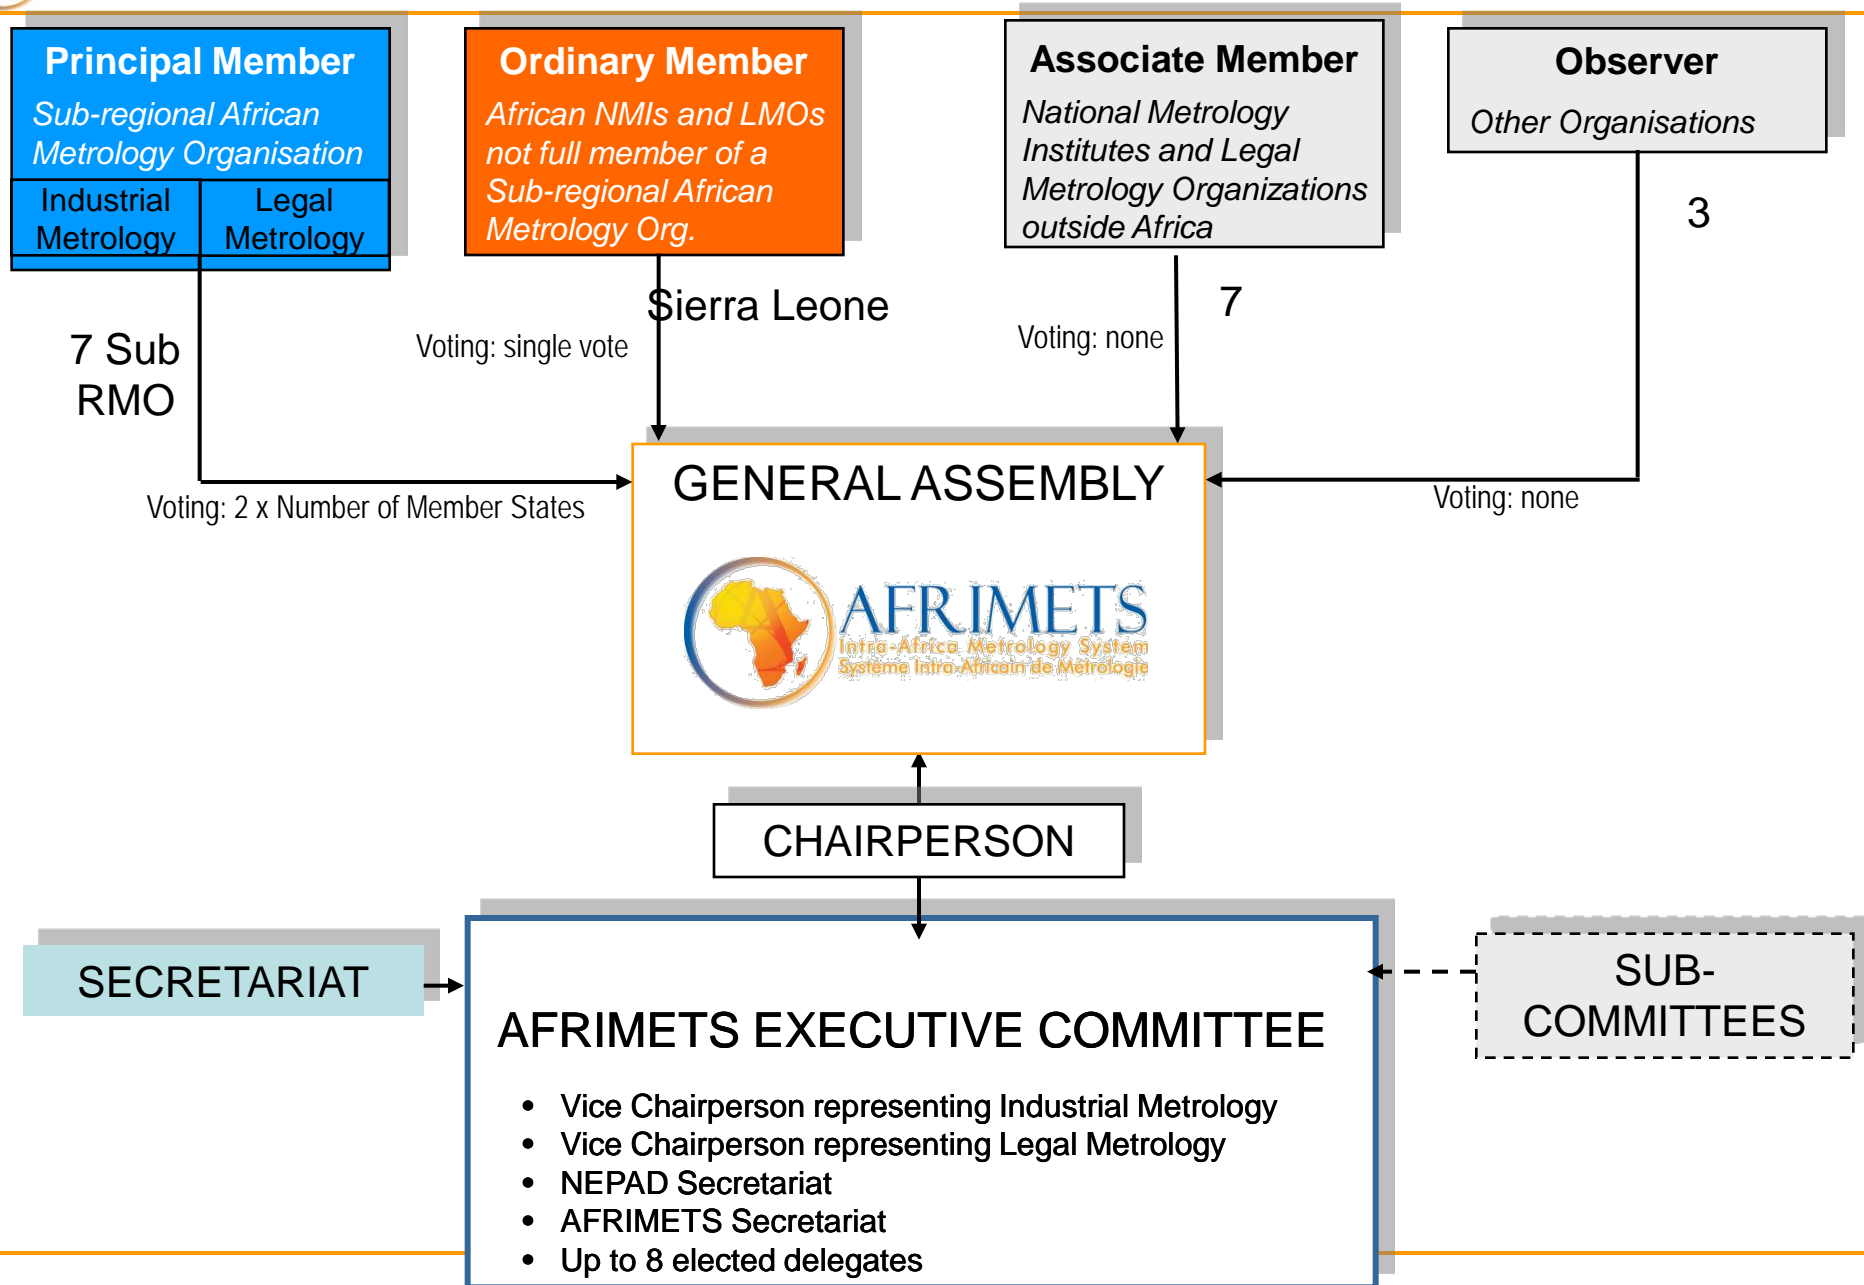 Principal Member
Sub-regional African
Metrology Organisation
Industrial
Metrology
Legal
Metrology
Ordinary Member
African NMIs and LMOs
not full member of a
Sub-regional African
Metrology Org.
Associate Member
National Metrology
Institutes and Legal
Metrology Organizations
outside Africa
Observer
Other Organisations
3
7 Sub
RMO
Sierra Leone
Voting: single vote
7
Voting: none
Voting: 2 x Number of Member States
Voting: none
GENERAL ASSEMBLY
AFRIMETS
Intra-Africa Metrology System
Système Intra-Africain de Métrologie
CHAIRPERSON
SECRETARIAT
SUB-
COMMITTEES
AFRIMETS EXECUTIVE COMMITTEE
• Vice Chairperson representing Industrial Metrology
• Vice Chairperson representing Legal Metrology
• NEPAD Secretariat
• AFRIMETS Secretariat
• Up to 8 elected delegates